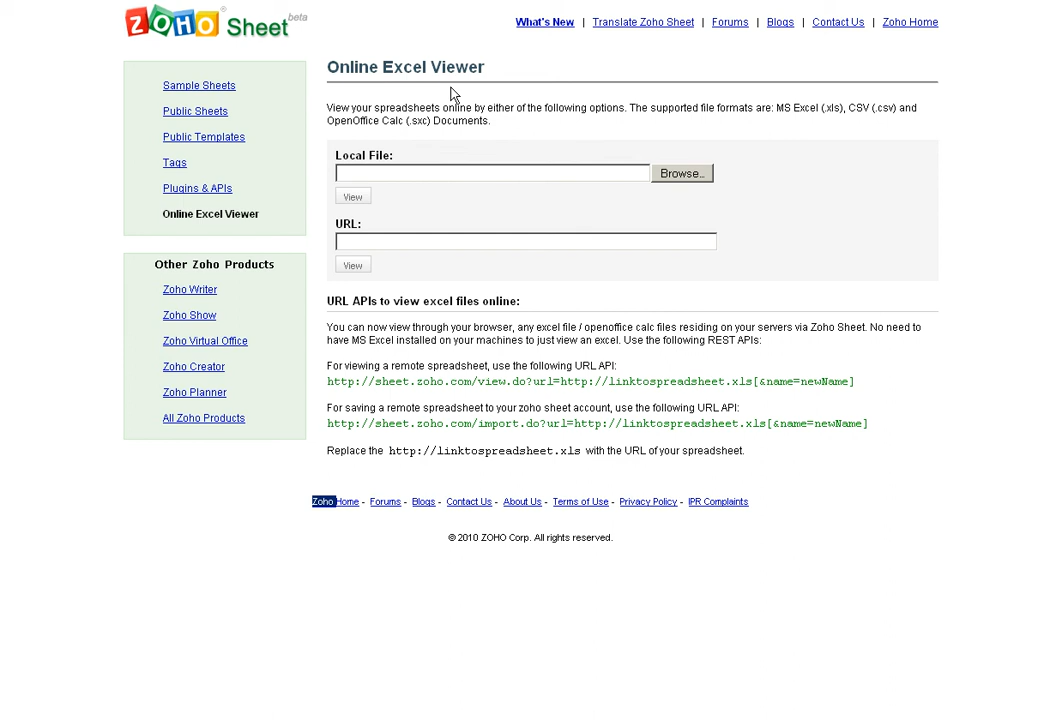 ZOHO® Sheet beta
What's New | Translate Zoho Sheet | Forums | Blogs | Contact Us | Zoho Home
Sample Sheets
Public Sheets
Public Templates
Tags
Plugins & APIs
Online Excel Viewer
Other Zoho Products
Zoho Writer
Zoho Show
Zoho Virtual Office
Zoho Creator
Zoho Planner
All Zoho Products
Online Excel Viewer
View your spreadsheets online by either of the following options. The supported file formats are: MS Excel (.xls), CSV (.csv) and
OpenOffice Calc (.sxc) Documents.
Local File:
Browse...
View
URL:
View
URL APIs to view excel files online:
You can now view through your browser, any excel file / openoffice calc files residing on your servers via Zoho Sheet. No need to
have MS Excel installed on your machines to just view an excel. Use the following REST APIs:
For viewing a remote spreadsheet, use the following URL API:
http://sheet.zoho.com/view.do?url=http://linktospreadsheet.xls[&name=newName]
For saving a remote spreadsheet to your zoho sheet account, use the following URL API:
http://sheet.zoho.com/import.do?url=http://linktospreadsheet.xls[&name=newName]
Replace the http://linktospreadsheet.xls with the URL of your spreadsheet.
Zoho Home - Forums - Blogs - Contact Us - About Us - Terms of Use - Privacy Policy - IPR Complaints
© 2010 ZOHO Corp. All rights reserved.